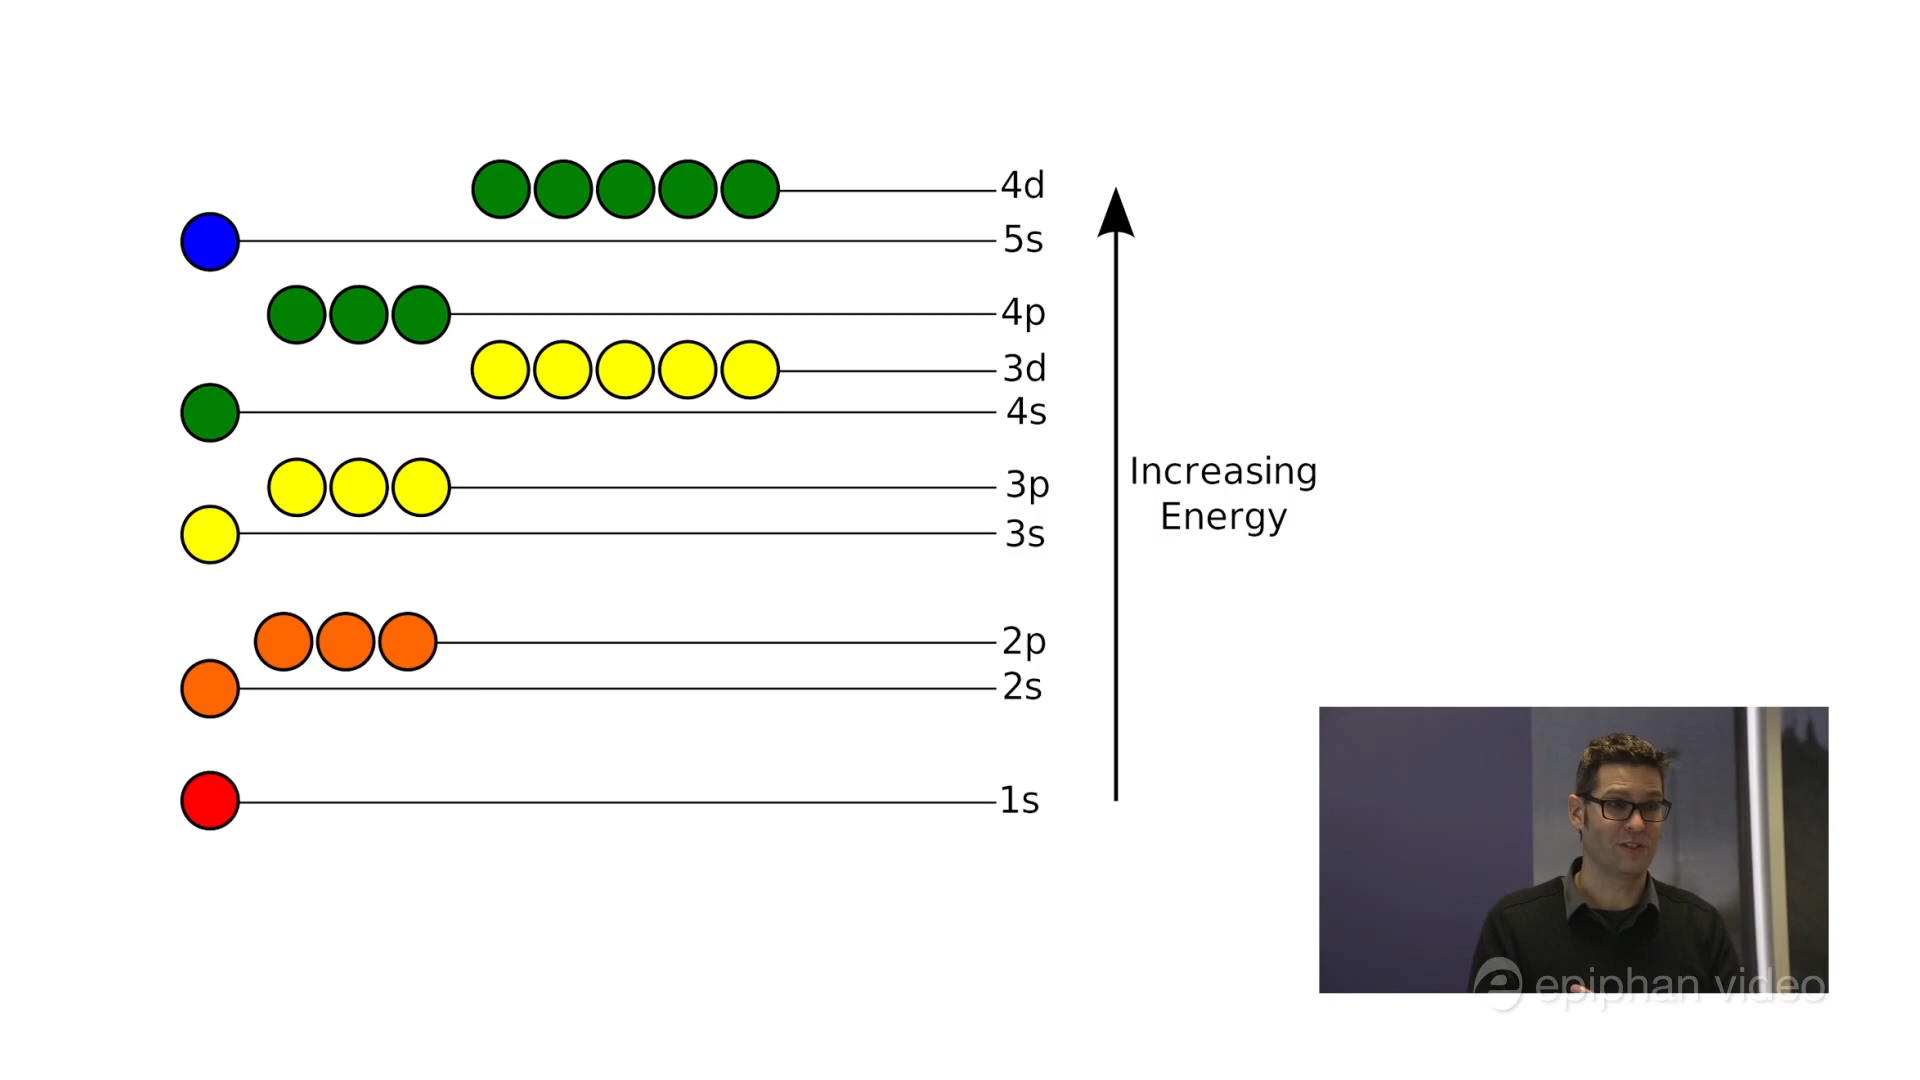 4d
5s
4p
3d
4s
3p
3s
2p
2s
1s
Increasing
Energy
epiphan video